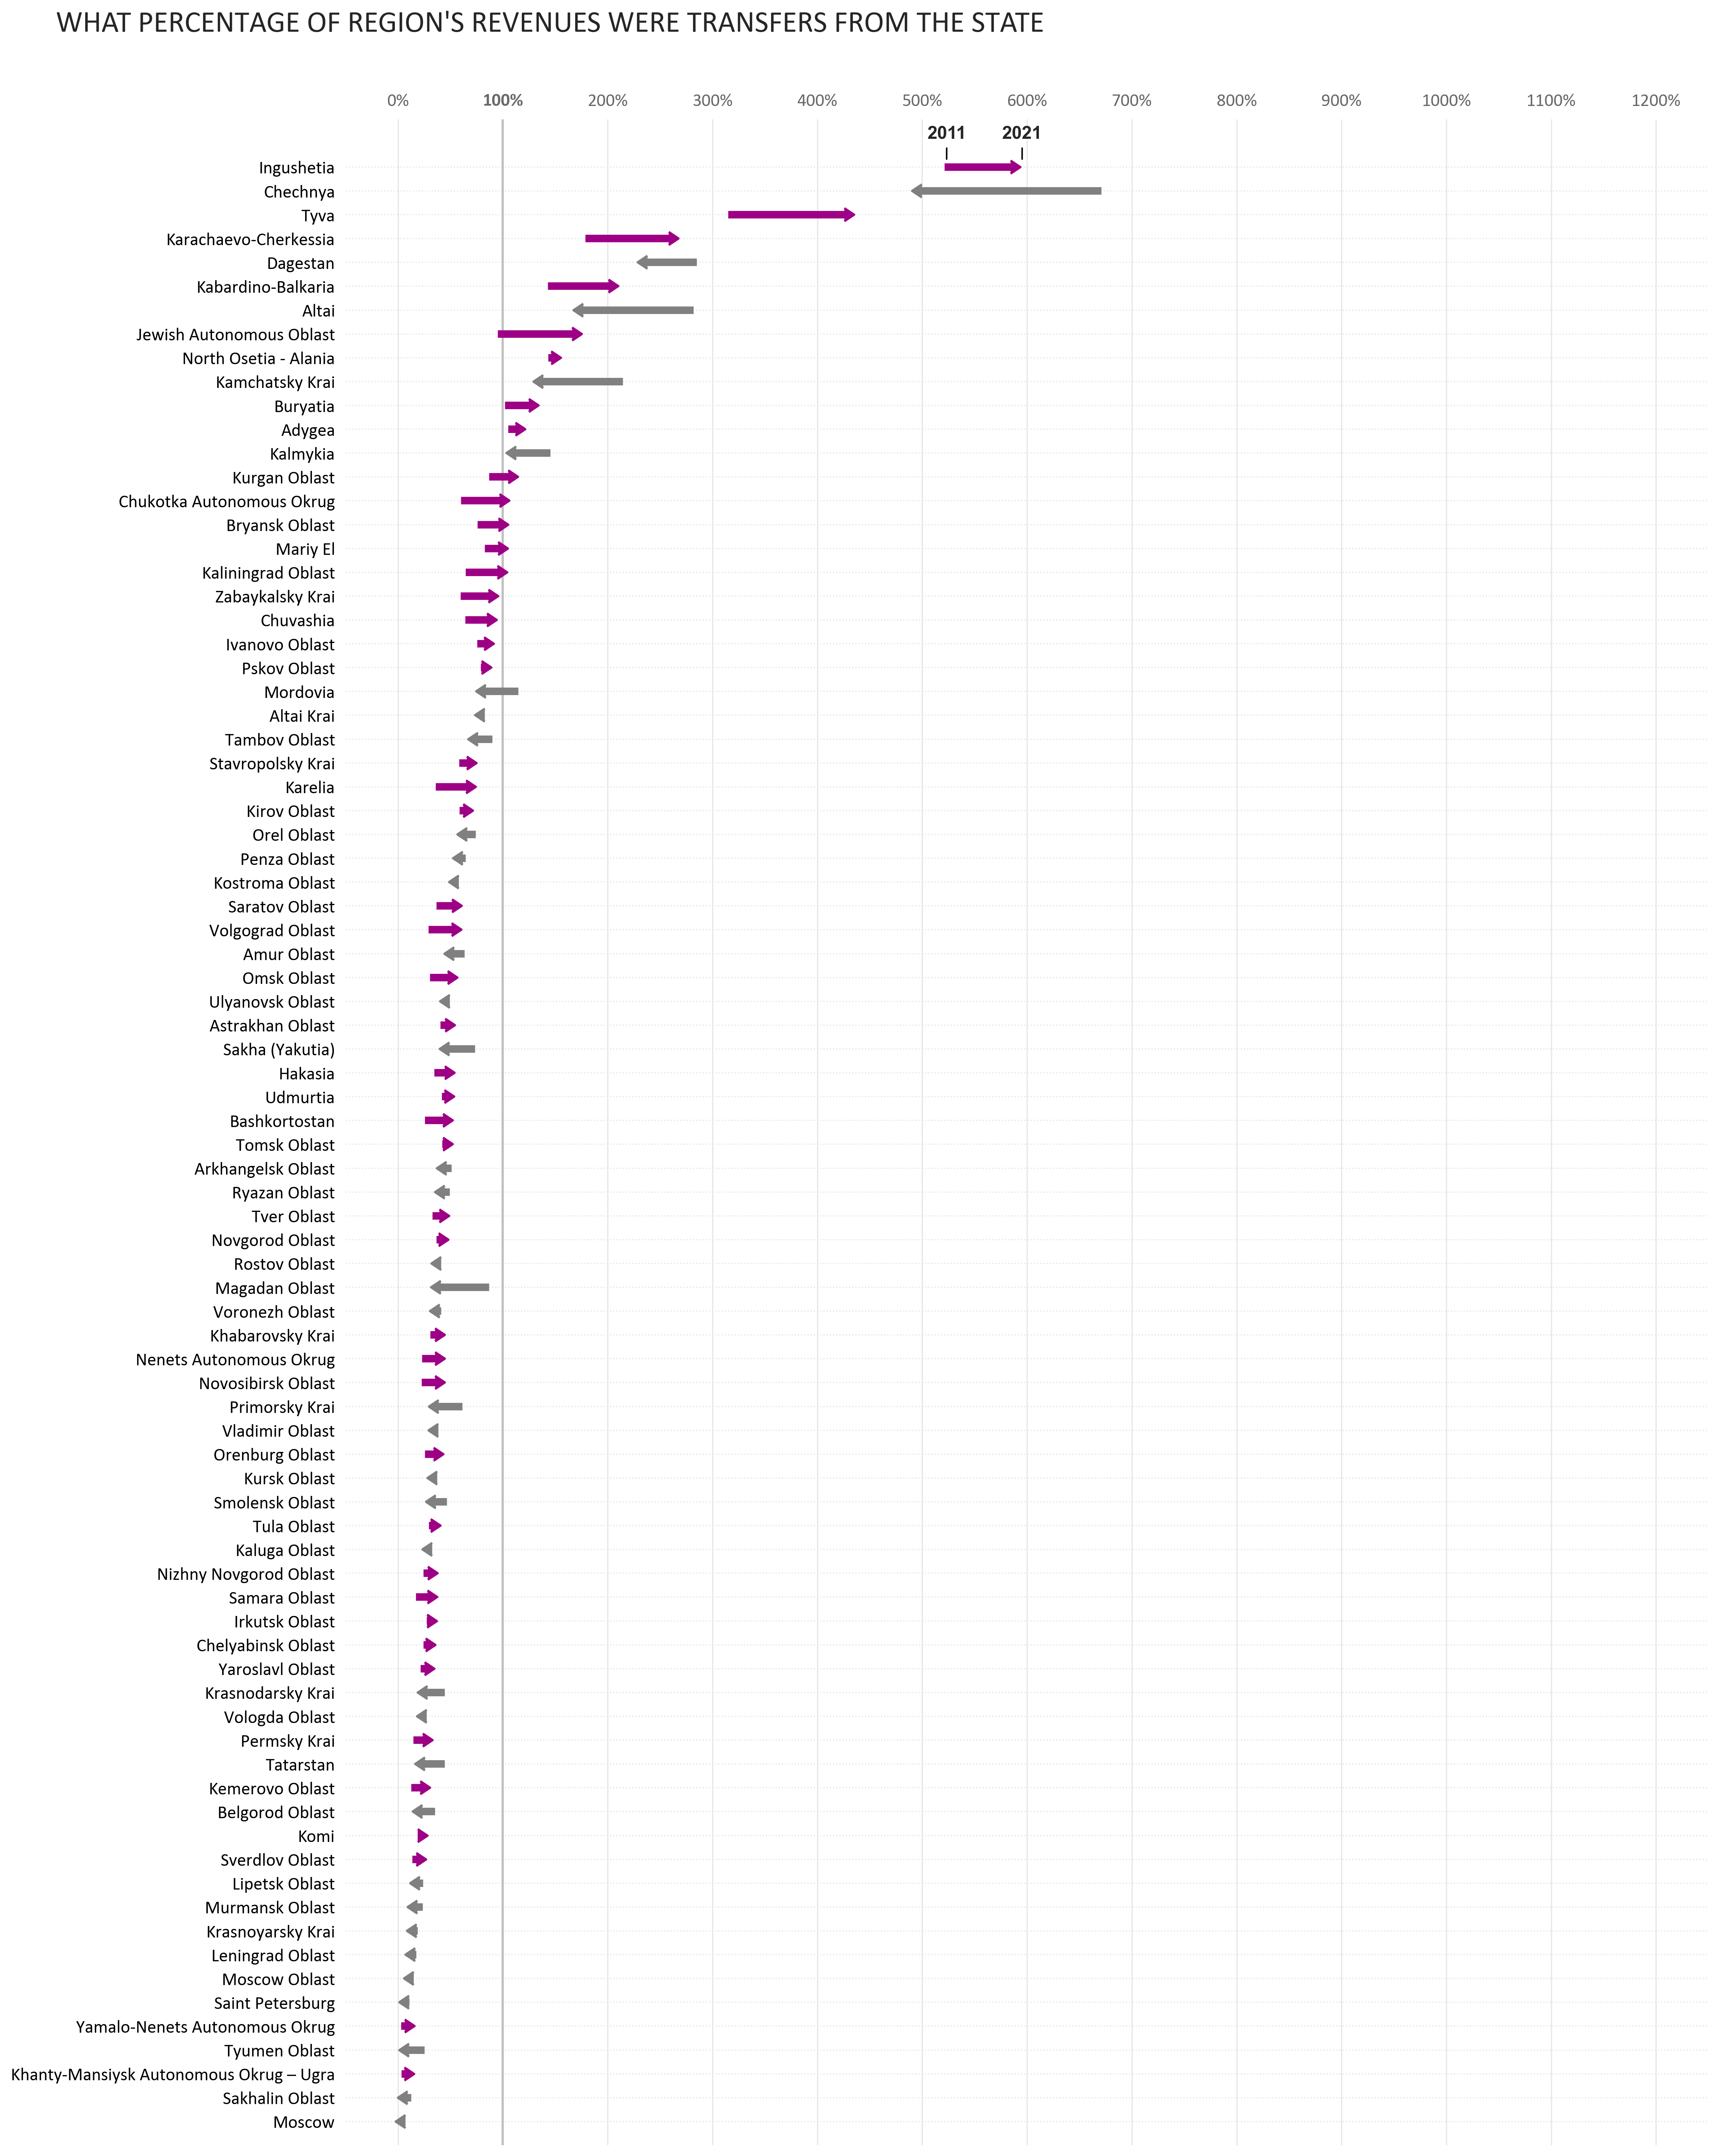 WHAT PERCENTAGE OF REGION'S REVENUES WERE TRANSFERS FROM THE STATE
0% 100% 200% 300% 400% 500% 600% 700% 800% 900% 1000% 1100% 1200%
2011 2021
Ingushetia
Chechnya
Tyva
Karachaevo-Cherkessia
Dagestan
Kabardino-Balkaria
Altai
Jewish Autonomous Oblast
North Osetia - Alania
Kamchatsky Krai
Buryatia
Adygea
Kalmykia
Kurgan Oblast
Chukotka Autonomous Okrug
Bryansk Oblast
Mariy El
Kaliningrad Oblast
Zabaykalsky Krai
Chuvashia
Ivanovo Oblast
Pskov Oblast
Mordovia
Altai Krai
Tambov Oblast
Stavropolsky Krai
Karelia
Kirov Oblast
Orel Oblast
Penza Oblast
Kostroma Oblast
Saratov Oblast
Volgograd Oblast
Amur Oblast
Omsk Oblast
Ulyanovsk Oblast
Astrakhan Oblast
Sakha (Yakutia)
Hakasia
Udmurtia
Bashkortostan
Tomsk Oblast
Arkhangelsk Oblast
Ryazan Oblast
Tver Oblast
Novgorod Oblast
Rostov Oblast
Magadan Oblast
Voronezh Oblast
Khabarovsky Krai
Nenets Autonomous Okrug
Novosibirsk Oblast
Primorsky Krai
Vladimir Oblast
Orenburg Oblast
Kursk Oblast
Smolensk Oblast
Tula Oblast
Kaluga Oblast
Nizhny Novgorod Oblast
Samara Oblast
Irkutsk Oblast
Chelyabinsk Oblast
Yaroslavl Oblast
Krasnodarsky Krai
Vologda Oblast
Permsky Krai
Tatarstan
Kemerovo Oblast
Belgorod Oblast
Komi
Sverdlov Oblast
Lipetsk Oblast
Murmansk Oblast
Krasnoyarsky Krai
Leningrad Oblast
Moscow Oblast
Saint Petersburg
Yamalo-Nenets Autonomous Okrug
Tyumen Oblast
Khanty-Mansiysk Autonomous Okrug – Ugra
Sakhalin Oblast
Moscow